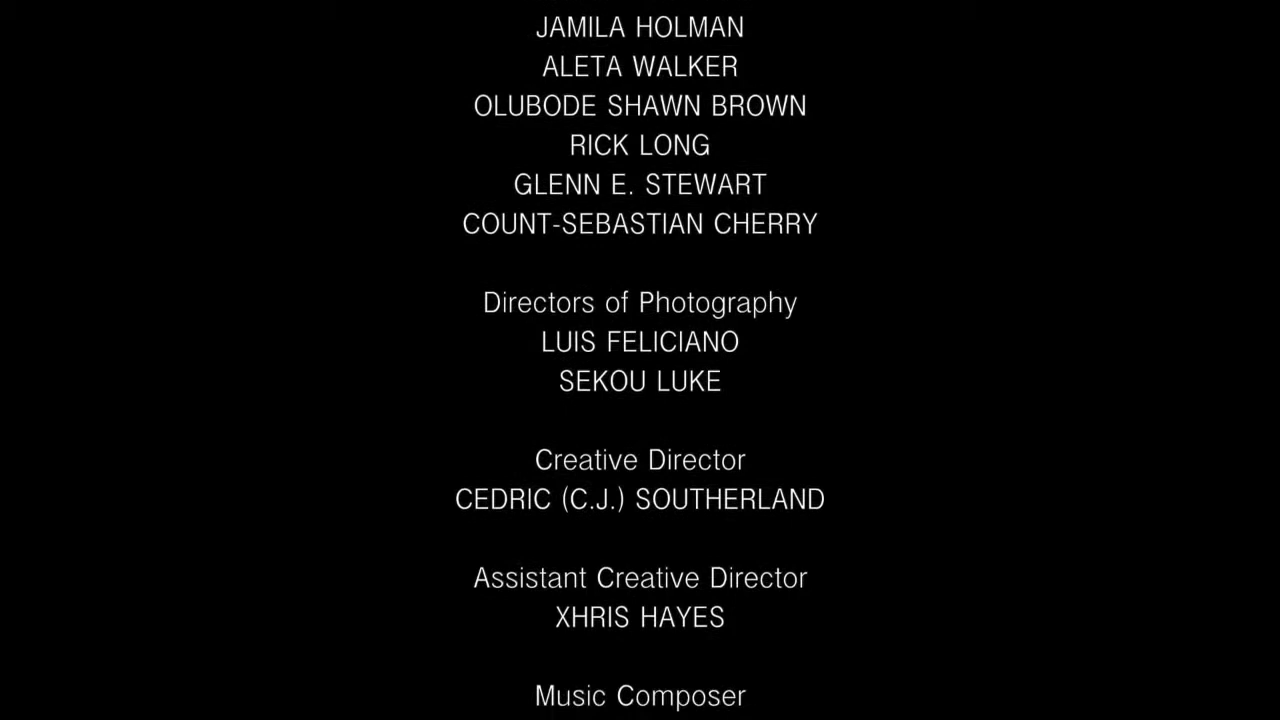 JAMILA HOLMAN
ALETA WALKER
OLUBODE SHAWN BROWN
RICK LONG
GLENN E. STEWART
COUNT-SEBASTIAN CHERRY
Directors of Photography
LUIS FELICIANO
SEKOU LUKE
Creative Director
CEDRIC (C.J.) SOUTHERLAND
Assistant Creative Director
XHRIS HAYES
Music Composer